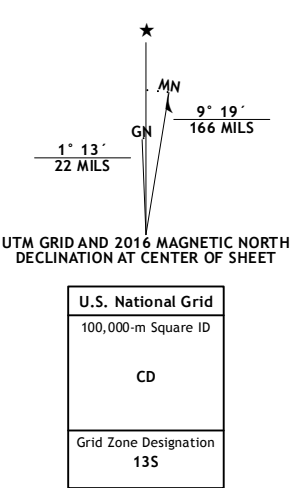 ★
MN
GN
9° 19´
166 MILS
1° 13´
22 MILS
UTM GRID AND 2016 MAGNETIC NORTH
DECLINATION AT CENTER OF SHEET
U.S. National Grid
100,000-m Square ID
CD
Grid Zone Designation
13S